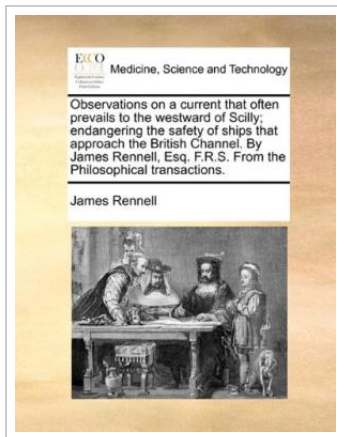 ECCO
Medicine, Science and Technology
Observations on a current that often
prevails to the westward of Scilly;
endangering the safety of ships that
approach the British Channel. By
James Rennell, Esq. F.R.S. From the
Philosophical transactions.
James Rennell